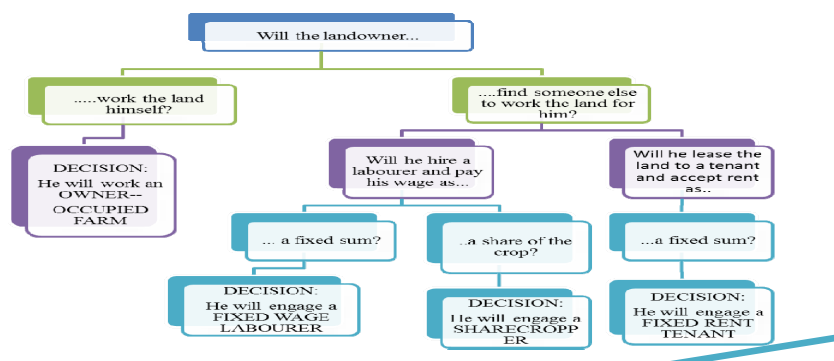 Will the landowner...
.....work the land
himself?
....find someone else
to work the land for
him?
DECISION:
He will work an
OWNER--
OCCUPIED
FARM
Will he hire a
labourer and pay
his wage as...
Will he lease the
land to a tenant
and accept rent
as..
... a fixed sum?
..a share of the
crop?
...a fixed sum?
DECISION:
He will engage a
FIXED WAGE
LABOURER
DECISION:
He will engage a
SHARECROPP
ER
DECISION:
He will engage a
FIXED RENT
TENANT